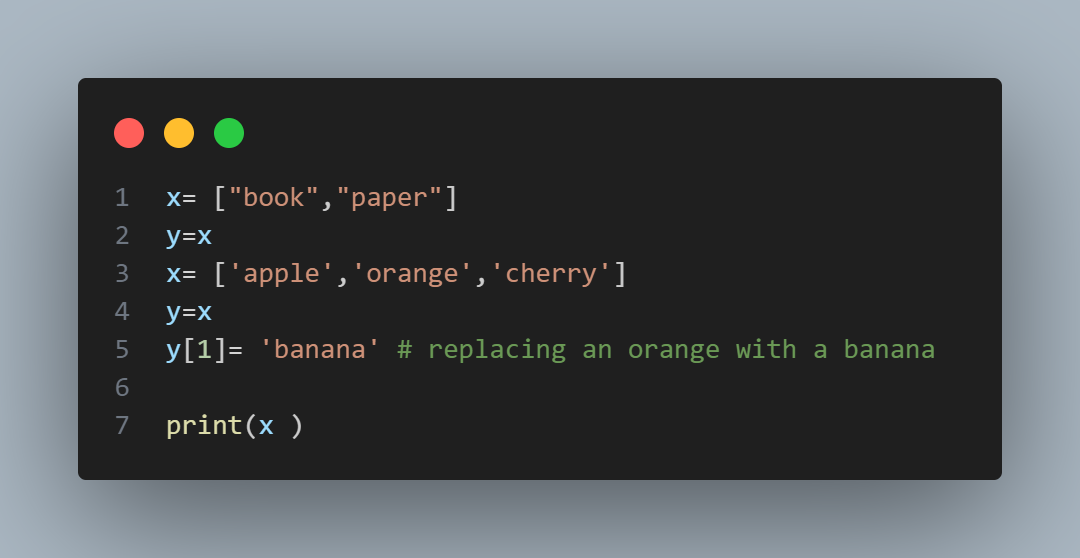 1 x= ["book","paper"]
2 y=x
3 x= ['apple','orange','cherry']
4 y=x
5 y[1]= 'banana' # replacing an orange with a banana
6
7 print(x )